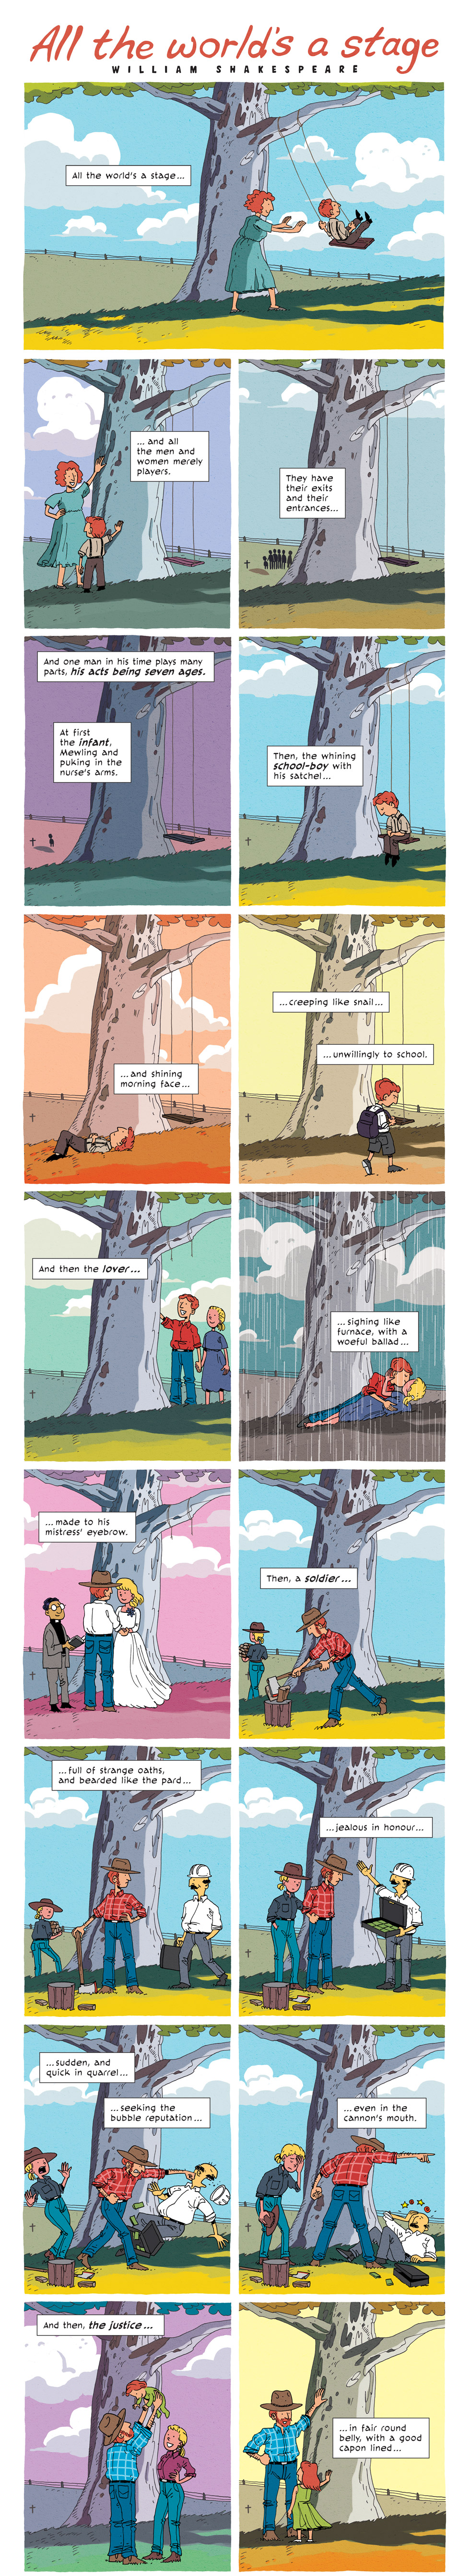 All the world's a stage
WILLIAM SHAKESPEARE
All the world's a stage...
... and all
the men and
women merely
players.
They have
their exits
and their
entrances...
And one man in his time plays many
parts, his acts being seven ages.
At first
the infant,
Mewling and
puking in the
nurse's arms.
Then, the whining
school-boy with
his satchel...
...and shining
morning face...
...creeping like snail...
...unwillingly to school.
And then the lover...
...sighing like
furnace, with a
woeful ballad...
...made to his
mistress' eyebrow.
Then, a soldier...
...full of strange oaths,
and bearded like the pard...
...jealous in honour...
...sudden, and
quick in quarrel...
...seeking the
bubble reputation...
...even in the
cannon's mouth.
And then, the justice...
...in fair round
belly, with a good
capon lined...